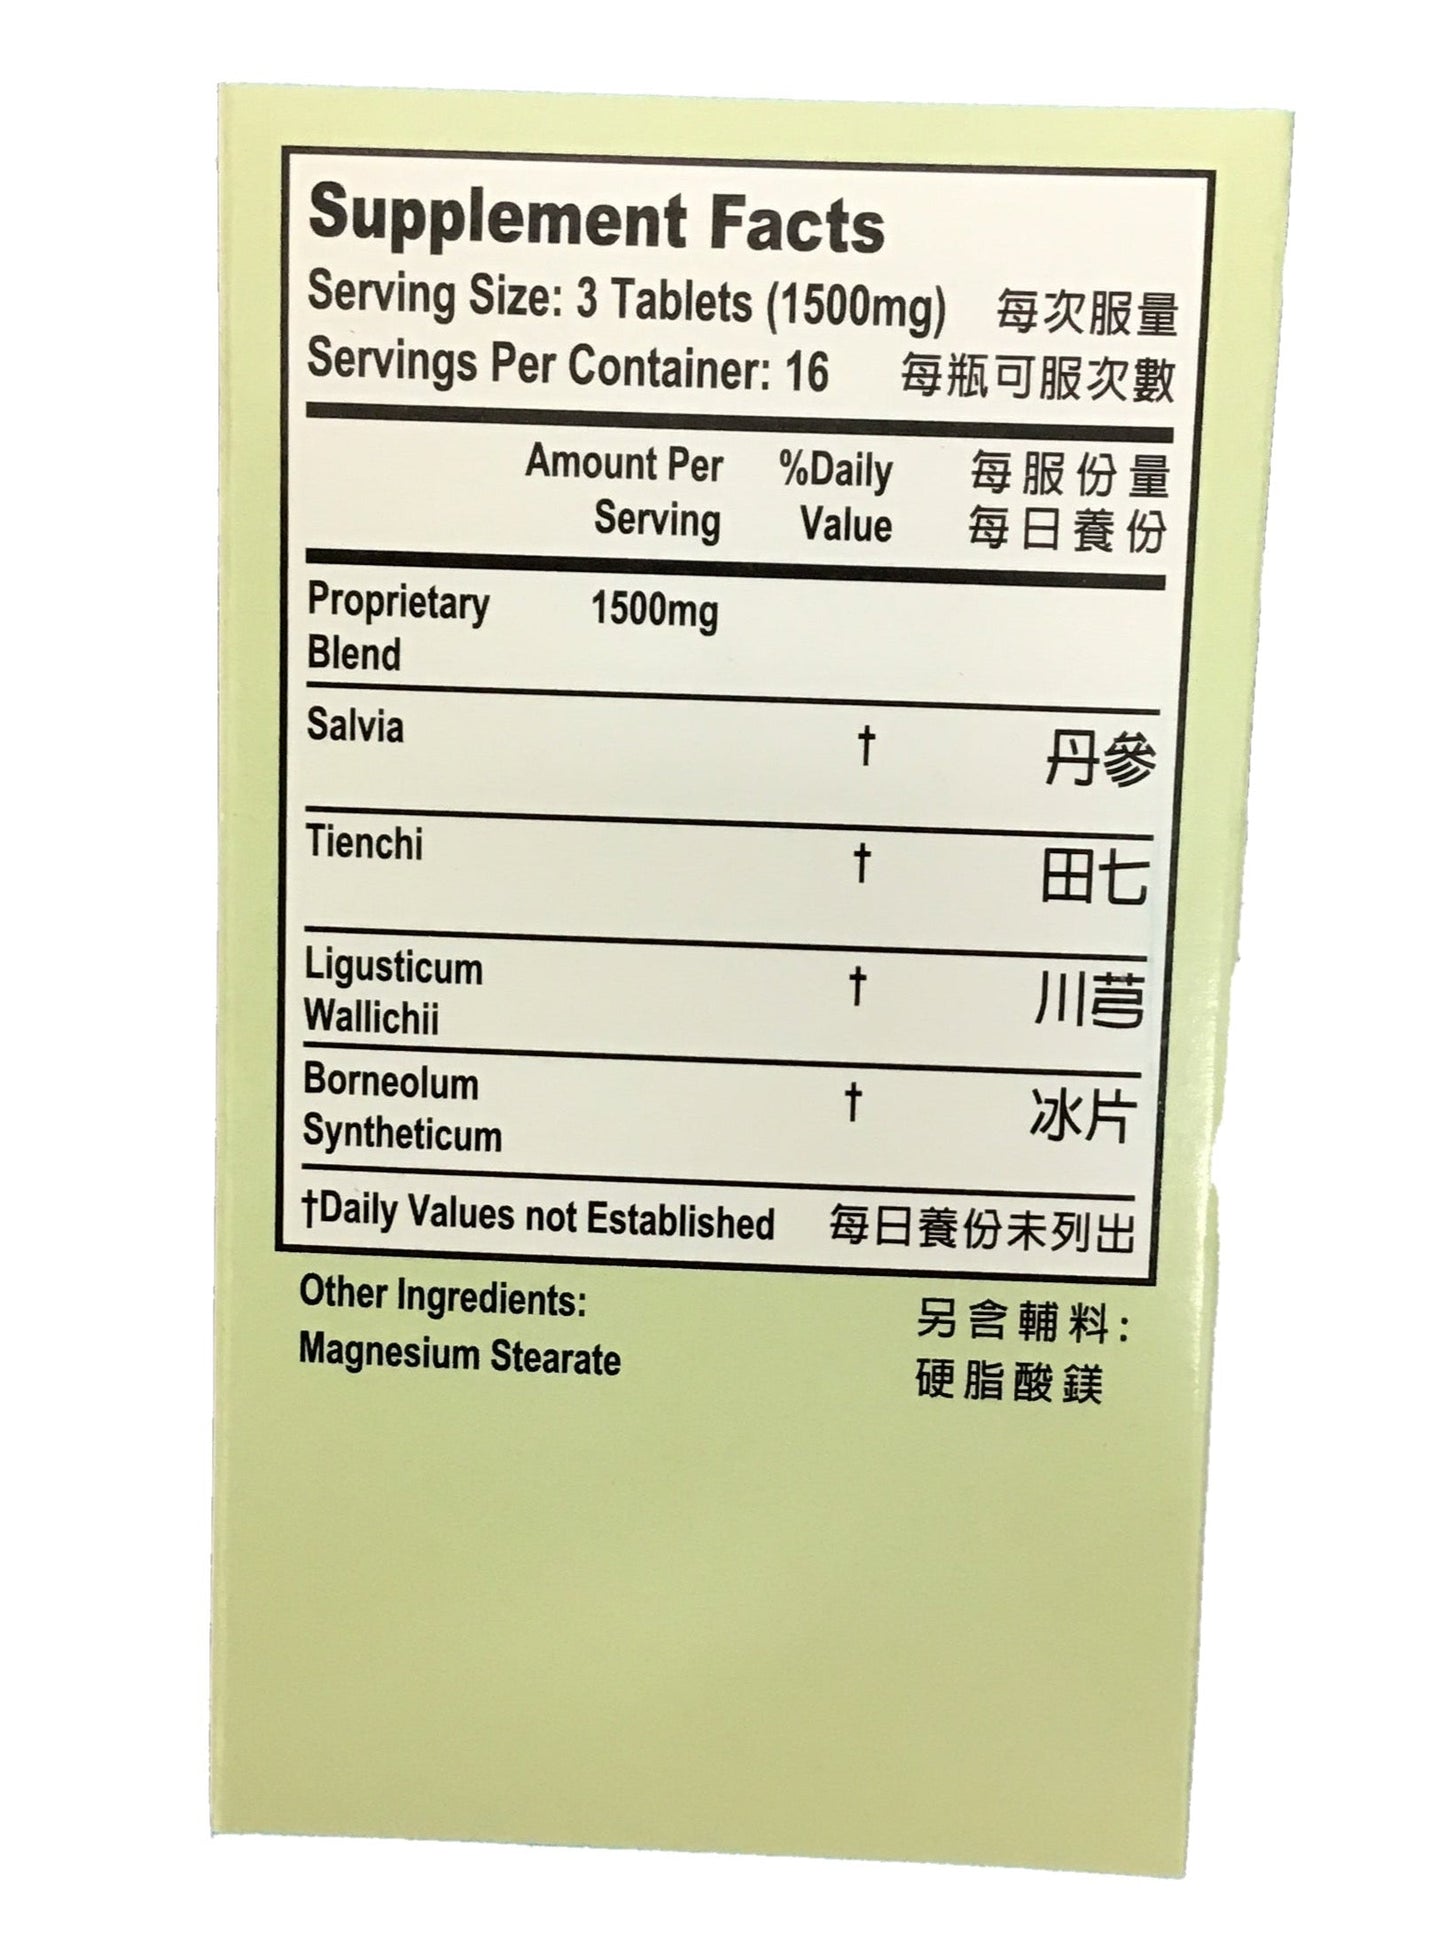 Supplement Facts
Serving Size: 3 Tablets (1500mg) 每次服量
Servings Per Container: 16 每瓶可服次數
Amount Per %Daily 每服份量
Serving Value 每日養份
Proprietary 1500mg
Blend
Salvia † 丹參
Tienchi † 田七
Ligusticum † 川芎
Wallichii
Borneolum † 冰片
Syntheticum
†Daily Values not Established 每日養份未列出
Other Ingredients: 另含輔料:
Magnesium Stearate 硬脂酸鎂